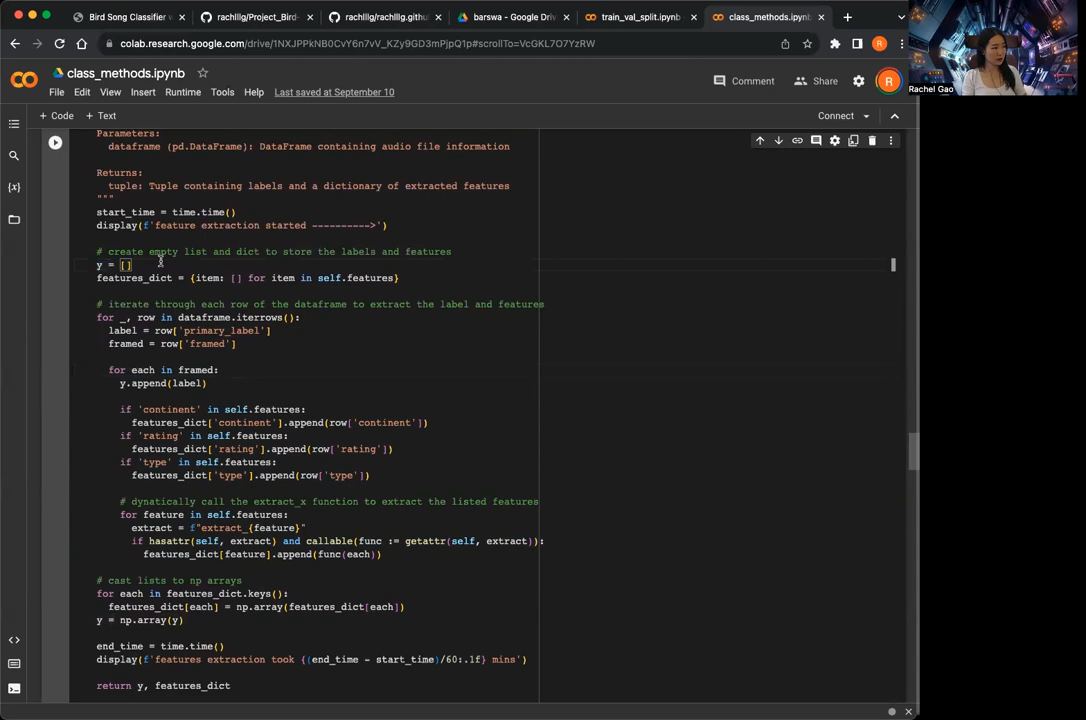 Bird Song Classifier w
rachlllg/Project_Bird-
rachlllg/rachlllg.githu
barswa - Google Driv
train_val_split.ipynb
class_methods.ipynb
colab.research.google.com/drive/1NXJPPkNB0CvY6n7vV_KZy9GD3mPjpQ1p#scrollTo=VcGKL7O7YzRW
R
class_methods.ipynb
File Edit View Insert Runtime Tools Help Last saved at September 10
Comment Share R
Rachel Gao
+ Code + Text
Connect
Parameters:
dataframe (pd.DataFrame): DataFrame containing audio file information
Returns:
tuple: Tuple containing labels and a dictionary of extracted features
"""
start_time = time.time()
display(f'feature extraction started ---------->')
# create empty list and dict to store the labels and features
y = []
features_dict = {item: [] for item in self.features}
# iterate through each row of the dataframe to extract the label and features
for _, row in dataframe.iterrows():
label = row['primary_label']
framed = row['framed']
for each in framed:
y.append(label)
if 'continent' in self.features:
features_dict['continent'].append(row['continent'])
if 'rating' in self.features:
features_dict['rating'].append(row['rating'])
if 'type' in self.features:
features_dict['type'].append(row['type'])
# dynatically call the extract_x function to extract the listed features
for feature in self.features:
extract = f"extract_{feature}"
if hasattr(self, extract) and callable(func := getattr(self, extract)):
features_dict[feature].append(func(each))
# cast lists to np arrays
for each in features_dict.keys():
features_dict[each] = np.array(features_dict[each])
y = np.array(y)
end_time = time.time()
display(f'features extraction took {(end_time - start_time)/60:.1f} mins')
return y, features_dict